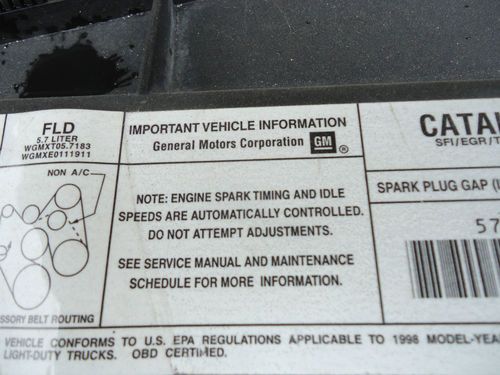 FLD
5.7 LITER
WGMXT05.7183
WGMXE0111911
NON A/C
SSORY BELT ROUTING
IMPORTANT VEHICLE INFORMATION
General Motors Corporation GM ®
NOTE: ENGINE SPARK TIMING AND IDLE
SPEEDS ARE AUTOMATICALLY CONTROLLED.
DO NOT ATTEMPT ADJUSTMENTS.
SEE SERVICE MANUAL AND MAINTENANCE
SCHEDULE FOR MORE INFORMATION.
CATA
SFI/EGR/T
SPARK PLUG GAP (I
57
VEHICLE CONFORMS TO U.S. EPA REGULATIONS APPLICABLE TO 1998 MODEL-YEA
LIGHT-DUTY TRUCKS. OBD CERTIFIED.